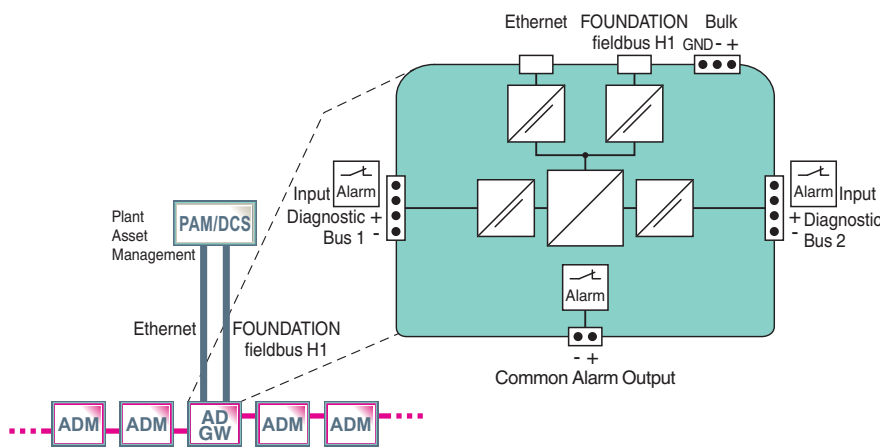 Ethernet
FOUNDATION
fieldbus H1
Bulk
GND - +
Alarm
Input
Diagnostic +
Bus 1 -
Alarm
Input
+ Diagnostic
- Bus 2
Alarm
- +
Common Alarm Output
Plant
Asset
Management
PAM/DCS
Ethernet
FOUNDATION
fieldbus H1
ADM
ADM
AD
GW
ADM
ADM